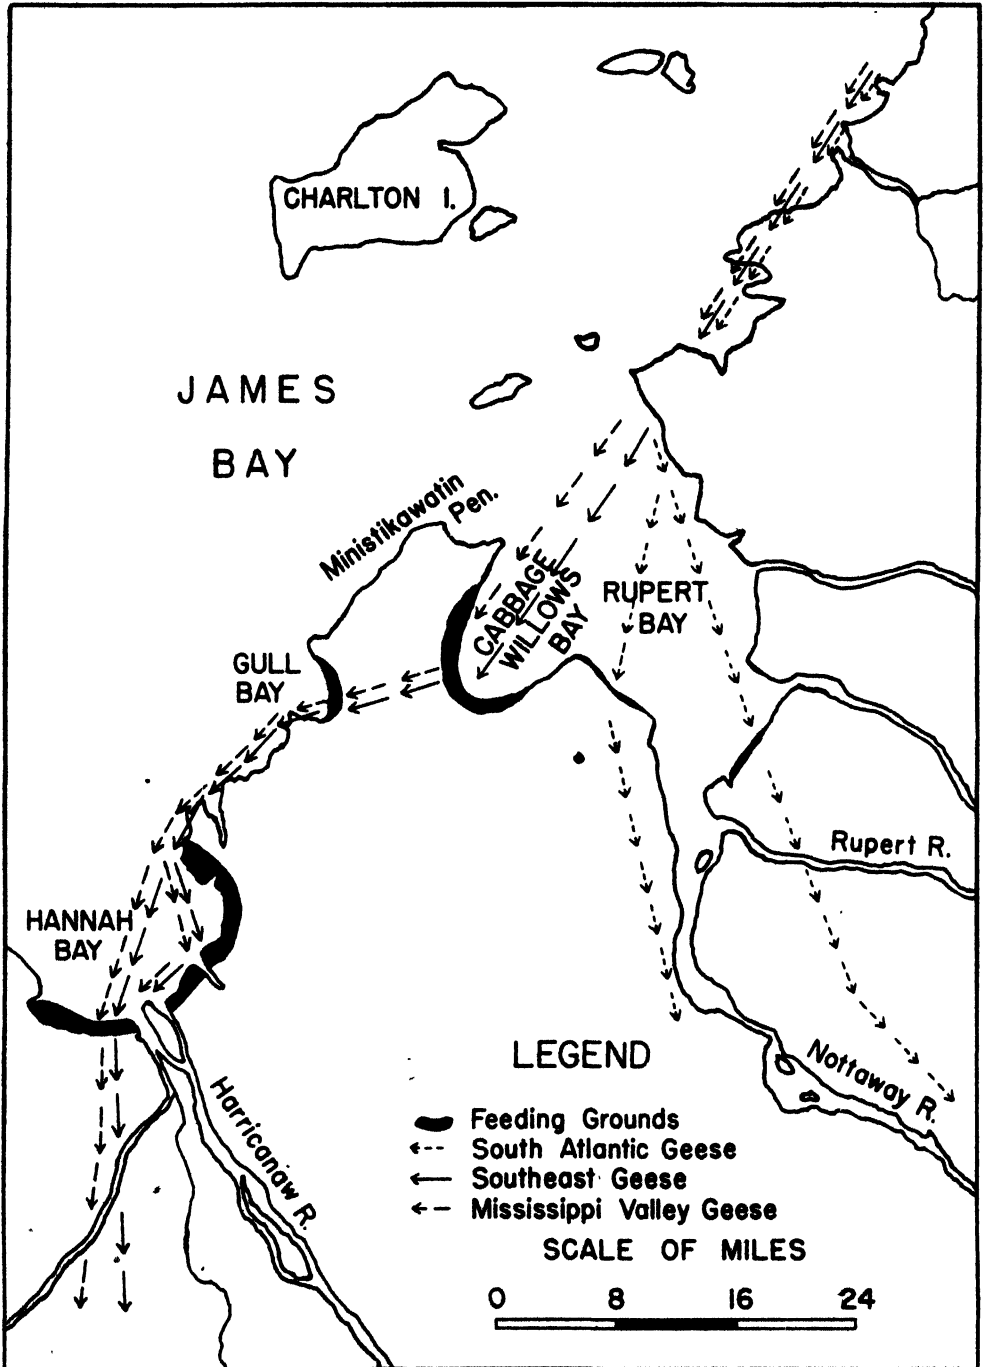 CHARLTON I.
JAMES
BAY
Ministikawatin
Pen.
CABBAGE
WILLOWS
BAY
RUPERT
BAY
GULL
BAY
Rupert R.
HANNAH
BAY
Nottaway R.
Harricanaw R.
LEGEND
Feeding Grounds
South Atlantic Geese
Southeast Geese
Mississippi Valley Geese
SCALE OF MILES
0 8 16 24